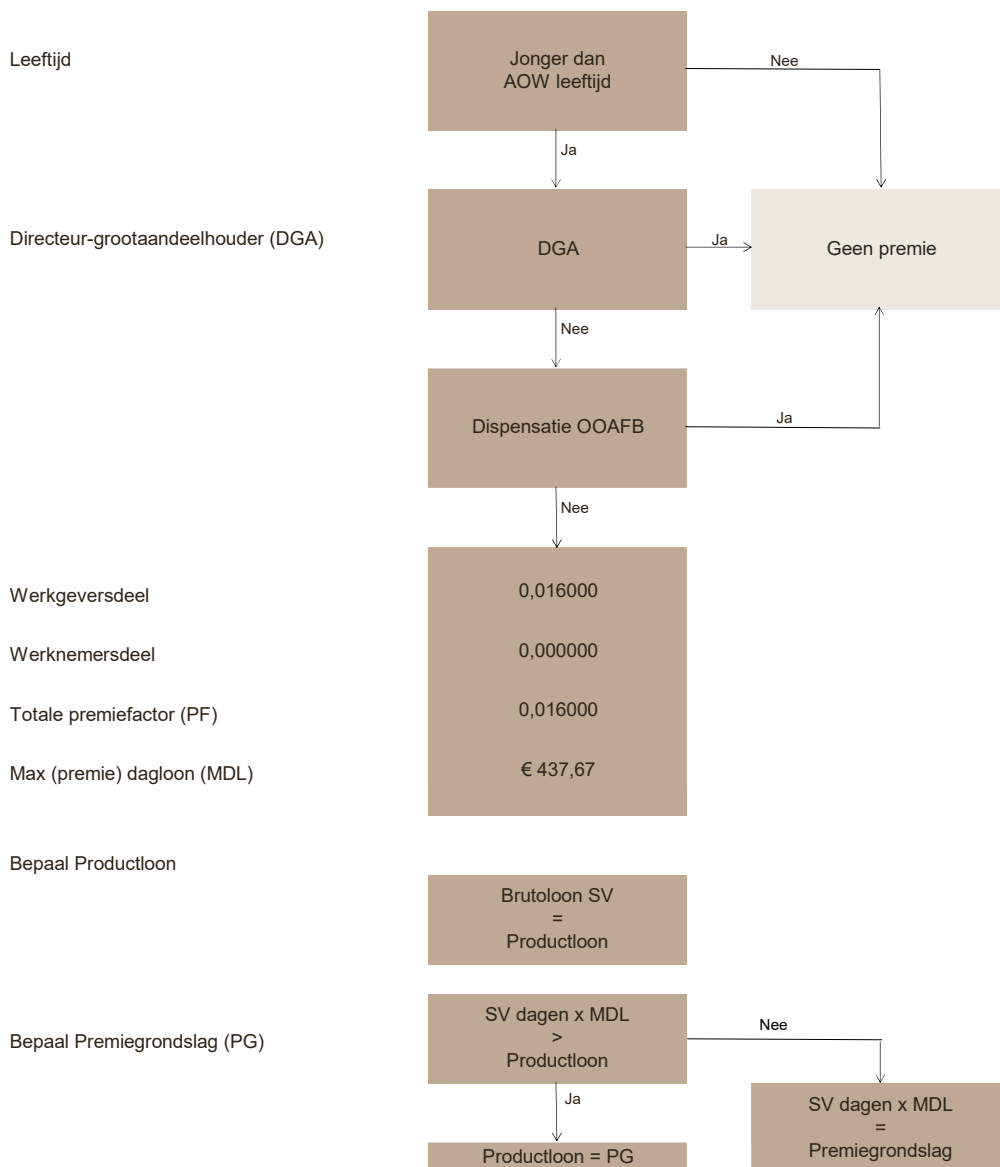 Leeftijd
Jonger dan
AOW leeftijd
Nee
Ja
Directeur-grootaandeelhouder (DGA)
DGA
Ja
Geen premie
Nee
Dispensatie OOAFB
Ja
Nee
Werkgeversdeel
0,016000
Werknemersdeel
0,000000
Totale premiefactor (PF)
0,016000
Max (premie) dagloon (MDL)
€ 437,67
Bepaal Productloon
Brutoloon SV
=
Productloon
Bepaal Premiegrondslag (PG)
SV dagen x MDL
>
Productloon
Nee
Ja
SV dagen x MDL
=
Premiegrondslag
Productloon = PG